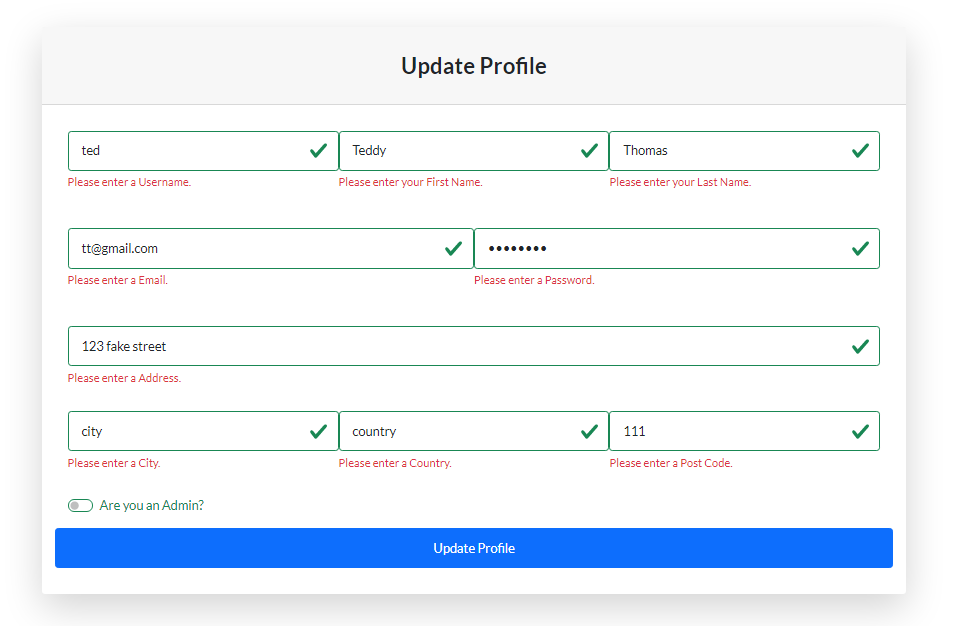 Update Profile
ted Teddy Thomas
Please enter a Username. Please enter your First Name. Please enter your Last Name.
tt@gmail.com ••••••••
Please enter a Email. Please enter a Password.
123 fake street
Please enter a Address.
city country 111
Please enter a City. Please enter a Country. Please enter a Post Code.
Are you an Admin?
Update Profile